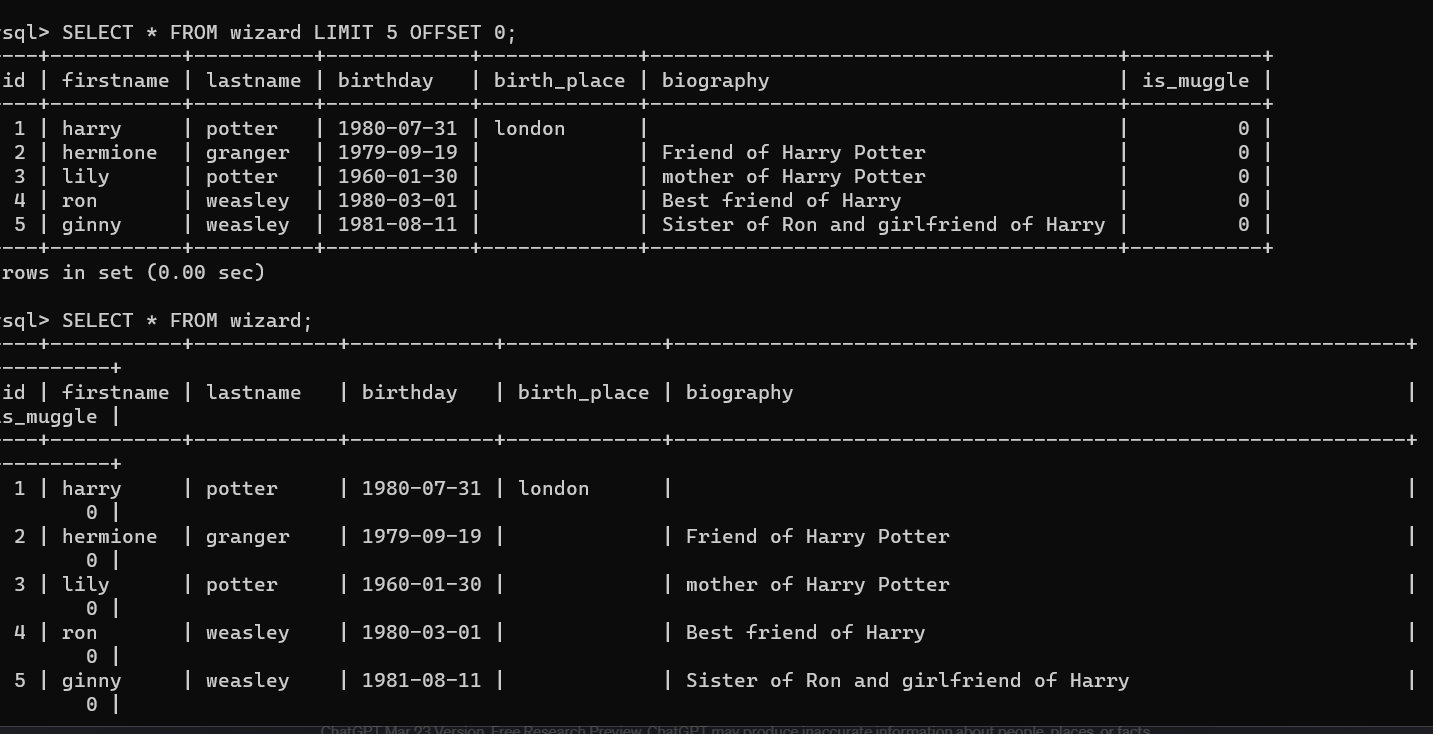 sql> SELECT * FROM wizard LIMIT 5 OFFSET 0;
----+-----------+----------+------------+-------------+---------------------------------------+-----------+
id | firstname | lastname | birthday   | birth_place | biography                             | is_muggle |
----+-----------+----------+------------+-------------+---------------------------------------+-----------+
 1 | harry     | potter   | 1980-07-31 | london      |                                       |         0 |
 2 | hermione  | granger  | 1979-09-19 |             | Friend of Harry Potter                |         0 |
 3 | lily      | potter   | 1960-01-30 |             | mother of Harry Potter                |         0 |
 4 | ron       | weasley  | 1980-03-01 |             | Best friend of Harry                  |         0 |
 5 | ginny     | weasley  | 1981-08-11 |             | Sister of Ron and girlfriend of Harry |         0 |
----+-----------+----------+------------+-------------+---------------------------------------+-----------+
rows in set (0.00 sec)
sql> SELECT * FROM wizard;
----+-----------+------------+------------+-------------+-------------------------------------------------------------+
----------+
id | firstname | lastname   | birthday   | birth_place | biography                                                   |
is_muggle |
----+-----------+------------+------------+-------------+-------------------------------------------------------------+
----------+
 1 | harry     | potter     | 1980-07-31 | london      |                                                             |
       0 |
 2 | hermione  | granger    | 1979-09-19 |             | Friend of Harry Potter                                      |
       0 |
 3 | lily      | potter     | 1960-01-30 |             | mother of Harry Potter                                      |
       0 |
 4 | ron       | weasley    | 1980-03-01 |             | Best friend of Harry                                        |
       0 |
 5 | ginny     | weasley    | 1981-08-11 |             | Sister of Ron and girlfriend of Harry                       |
       0 |
ChatGPT Mar 23 Version. Free Research Preview. ChatGPT may produce inaccurate information about people, places, or facts